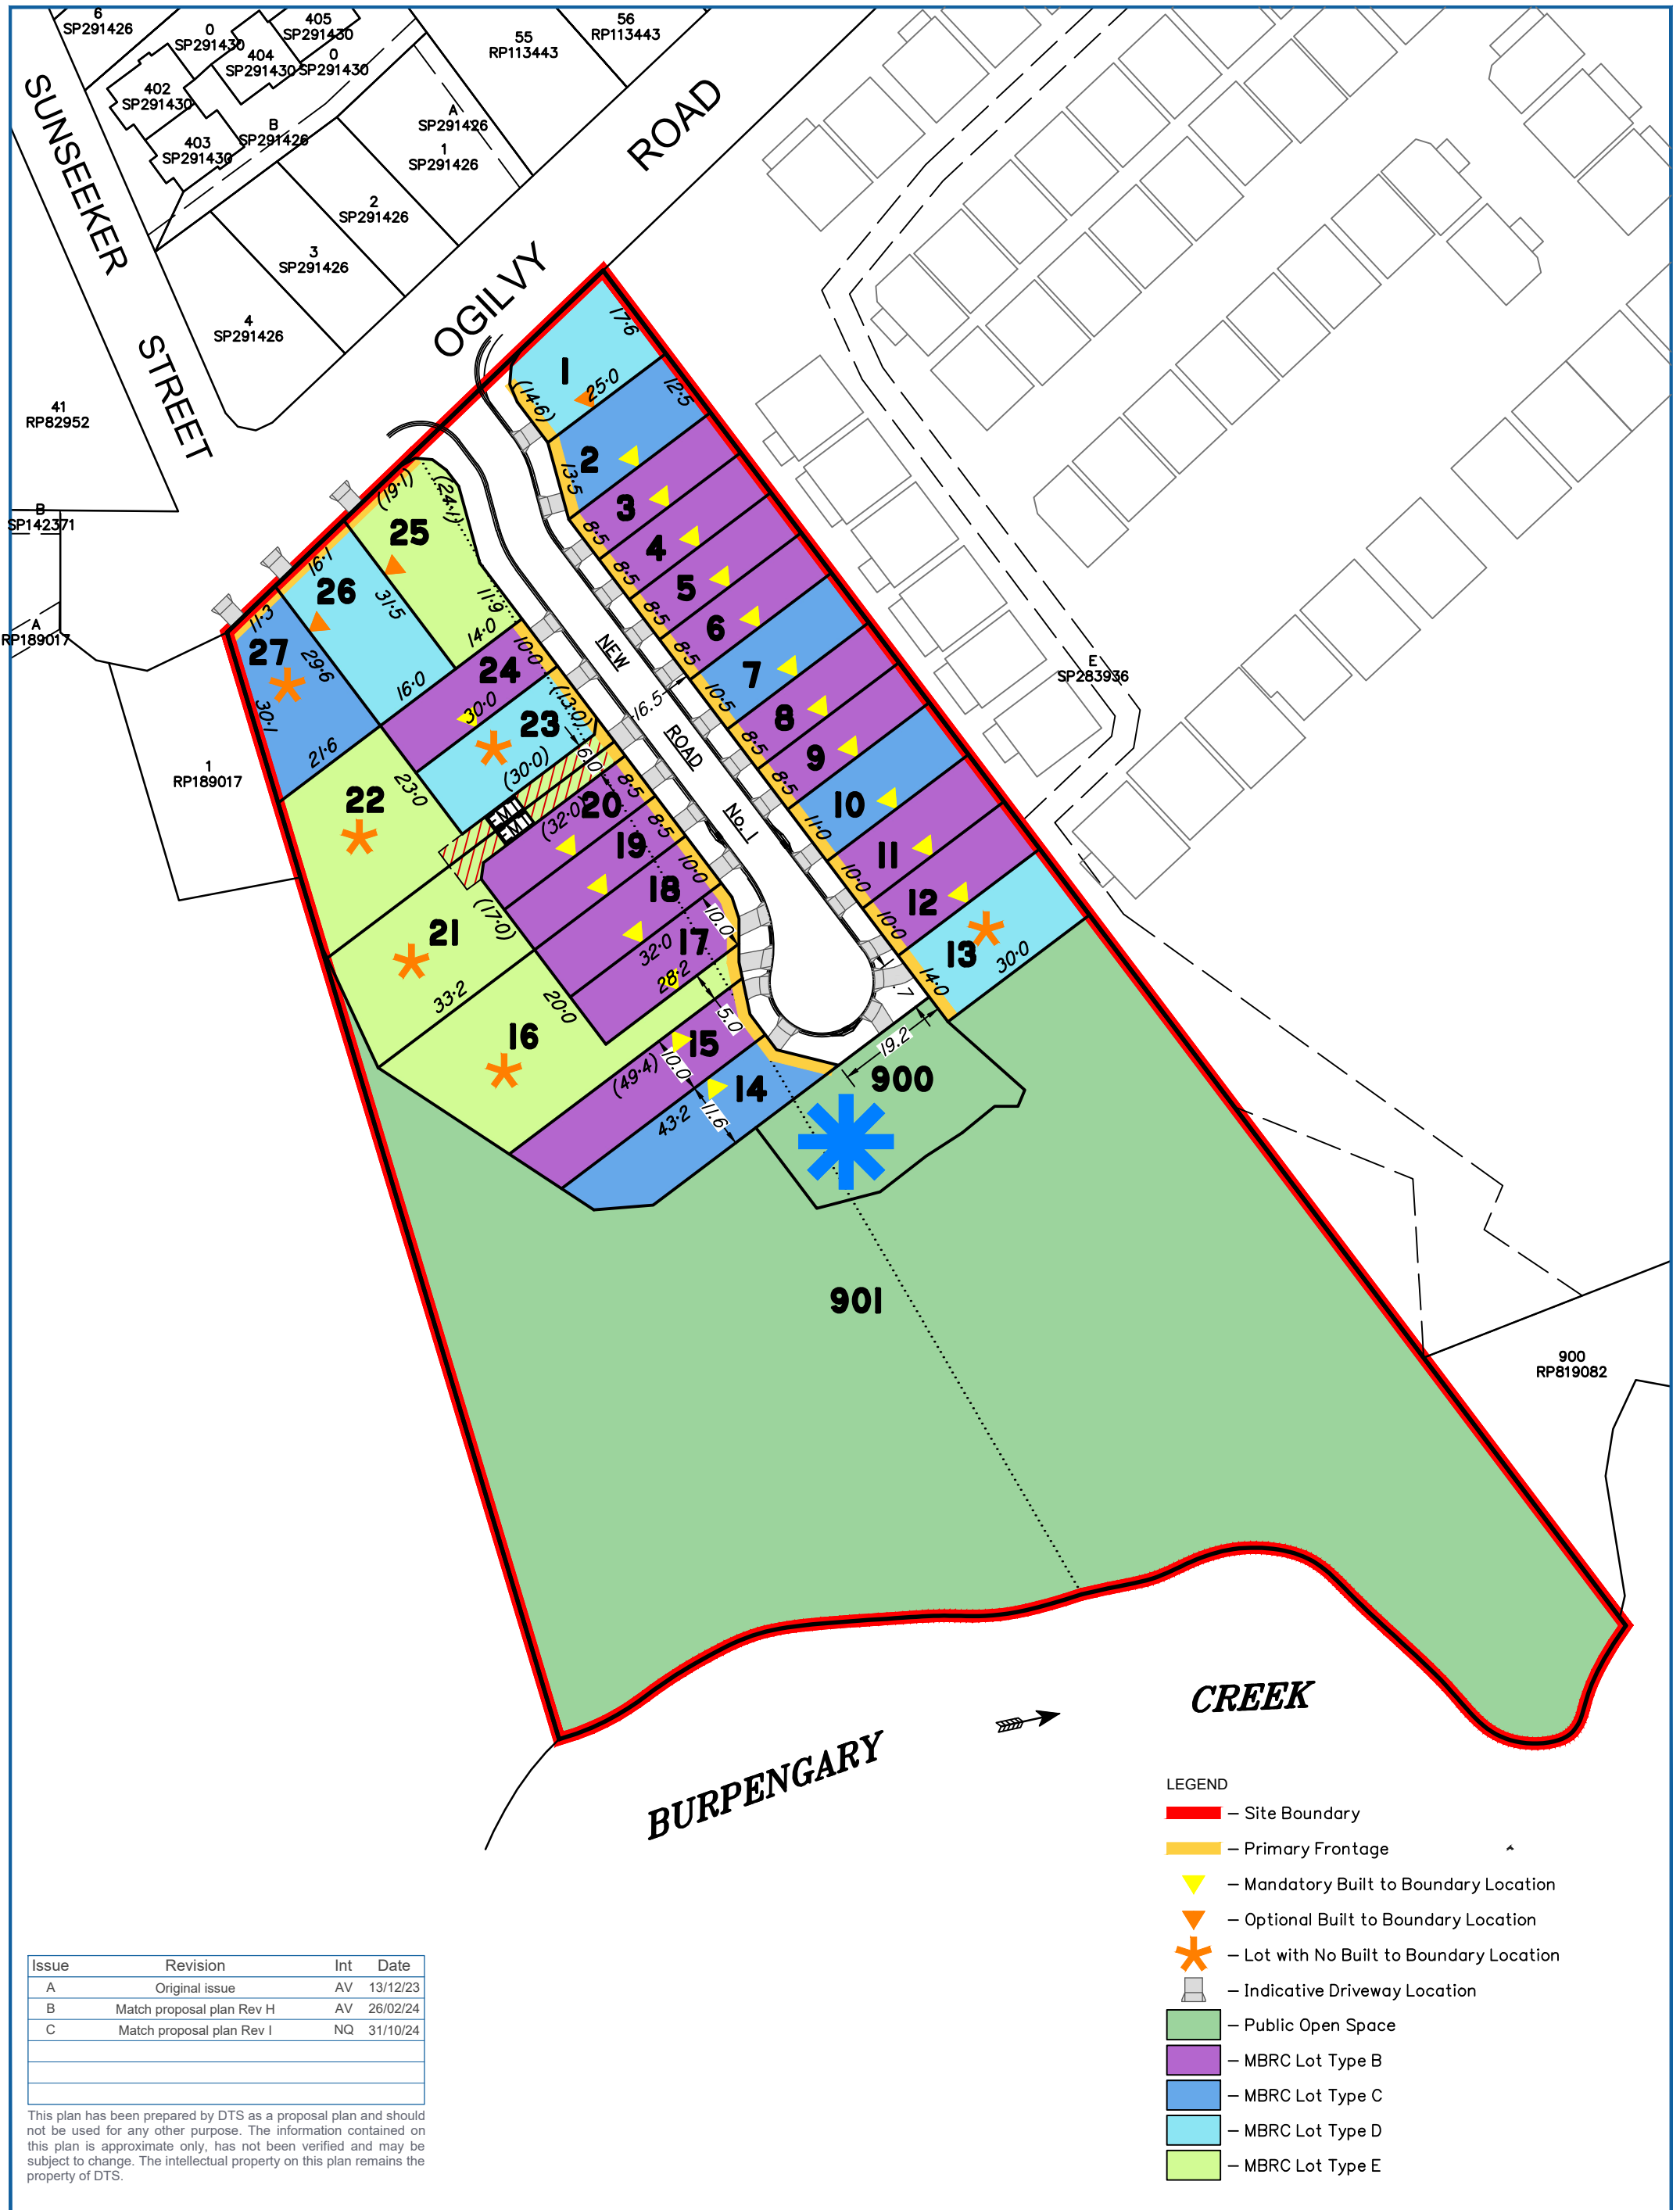 6
SP291426
0
SP291430
405
SP291430
404
SP291430
0
SP291430
402
SP291430
403
SP291430
B
SP291426
A
SP291426
1
SP291426
2
SP291426
3
SP291426
4
SP291426
55
RP113443
56
RP113443
SUNSEEKER
STREET
OGILVY
ROAD
41
RP82952
B
SP142371
A
RP189017
1
RP189017
E
SP283936
900
RP819082
1
17·6
25·0
(14·6)
2
12·5
13·5
3
8·5
4
8·5
5
8·5
6
8·5
7
10·5
8
8·5
9
8·5
10
11·0
11
10·0
12
10·0
13
14·0
30·0
25
(19·1)
(24·1)
11·9
14·0
31·5
26
16·1
16·0
27
11·3
29·6
30·1
21·6
24
10·0
30·0
23
(13·0)
(30·0)
6.0
22
23·0
EMT
EMT
20
8·5
(32·0)
19
8·5
18
10·0
17
10.0
32·0
28·2
(17·0)
20·0
21
33·2
16
5.0
15
(49·4)
10.0
14
43·2
11.6
NEW
ROAD
No. 1
16.5
1.7
19.2
900
901
BURPENGARY
CREEK
LEGEND
– Site Boundary
– Primary Frontage
– Mandatory Built to Boundary Location
– Optional Built to Boundary Location
– Lot with No Built to Boundary Location
– Indicative Driveway Location
– Public Open Space
– MBRC Lot Type B
– MBRC Lot Type C
– MBRC Lot Type D
– MBRC Lot Type E
Issue Revision Int Date
A Original issue AV 13/12/23
B Match proposal plan Rev H AV 26/02/24
C Match proposal plan Rev I NQ 31/10/24
This plan has been prepared by DTS as a proposal plan and should
not be used for any other purpose. The information contained on
this plan is approximate only, has not been verified and may be
subject to change. The intellectual property on this plan remains the
property of DTS.